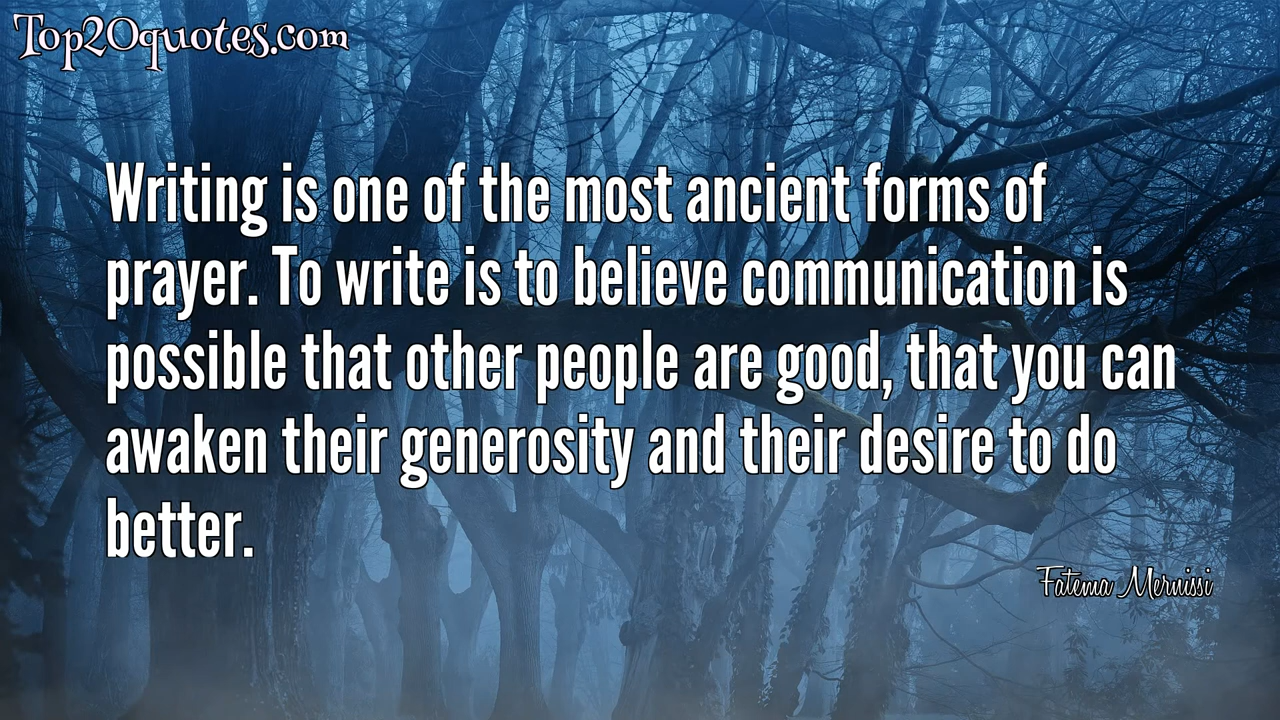 Top20quotes.com
Writing is one of the most ancient forms of
prayer. To write is to believe communication is
possible that other people are good, that you can
awaken their generosity and their desire to do
better.
Fatema Mernissi